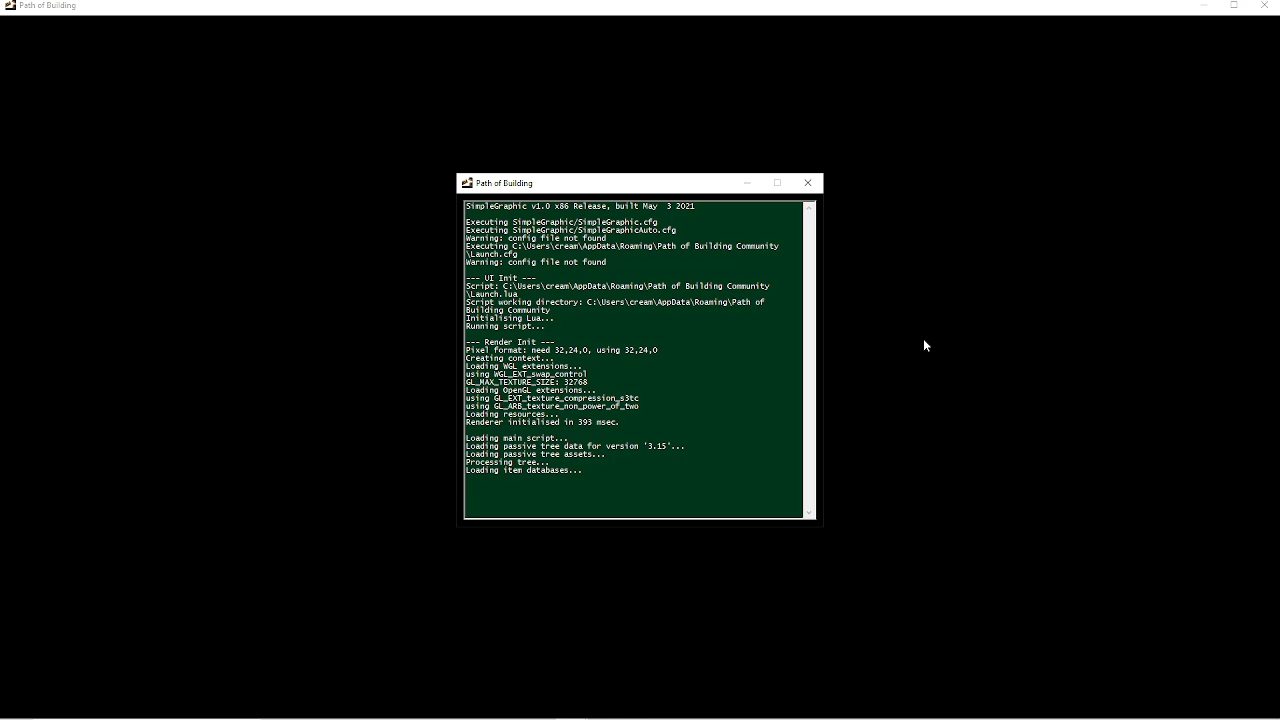 Path of Building
Path of Building
SimpleGraphic v1.0 x86 Release, built May  3 2021
Executing SimpleGraphic/SimpleGraphic.cfg
Executing SimpleGraphic/SimpleGraphicAuto.cfg
Warning: config file not found
Executing C:\Users\cream\AppData\Roaming\Path of Building Community
\Launch.cfg
Warning: config file not found
--- UI Init ---
Script: C:\Users\cream\AppData\Roaming\Path of Building Community
\Launch.lua
Script working directory: C:\Users\cream\AppData\Roaming\Path of
Building Community
Initialising Lua...
Running script...
--- Render Init ---
Pixel format: need 32,24,0, using 32,24,0
Creating context...
Loading WGL extensions...
using WGL_EXT_swap_control
GL_MAX_TEXTURE_SIZE: 32768
Loading OpenGL extensions...
using GL_EXT_texture_compression_s3tc
using GL_ARB_texture_non_power_of_two
Loading resources...
Renderer initialised in 393 msec.
Loading main script...
Loading passive tree data for version '3.15'...
Loading passive tree assets...
Processing tree...
Loading item databases...